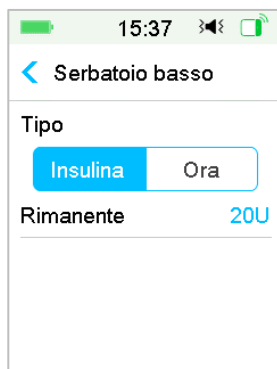 15:37
Serbatoio basso
Tipo
Insulina Ora
Rimanente 20U